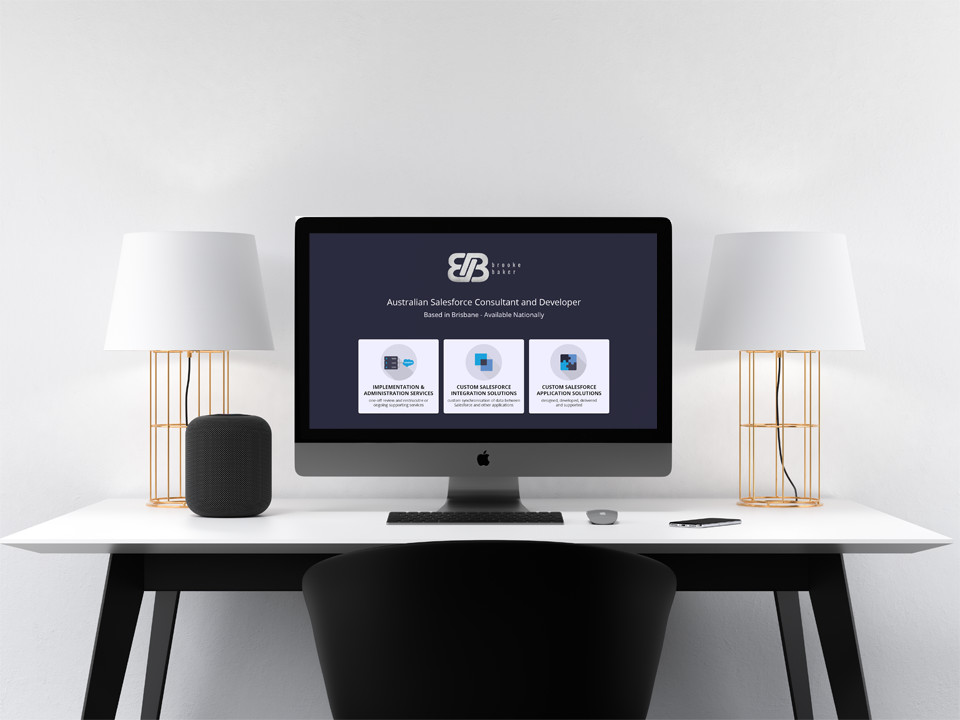 BB
brooke
baker
Australian Salesforce Consultant and Developer
Based in Brisbane - Available Nationally
IMPLEMENTATION &
ADMINISTRATION SERVICES
one-off review and restructure or
ongoing supporting services
CUSTOM SALESFORCE
INTEGRATION SOLUTIONS
custom synchronisation of data between
Salesforce and other applications
CUSTOM SALESFORCE
APPLICATION SOLUTIONS
designed, developed, delivered
and supported